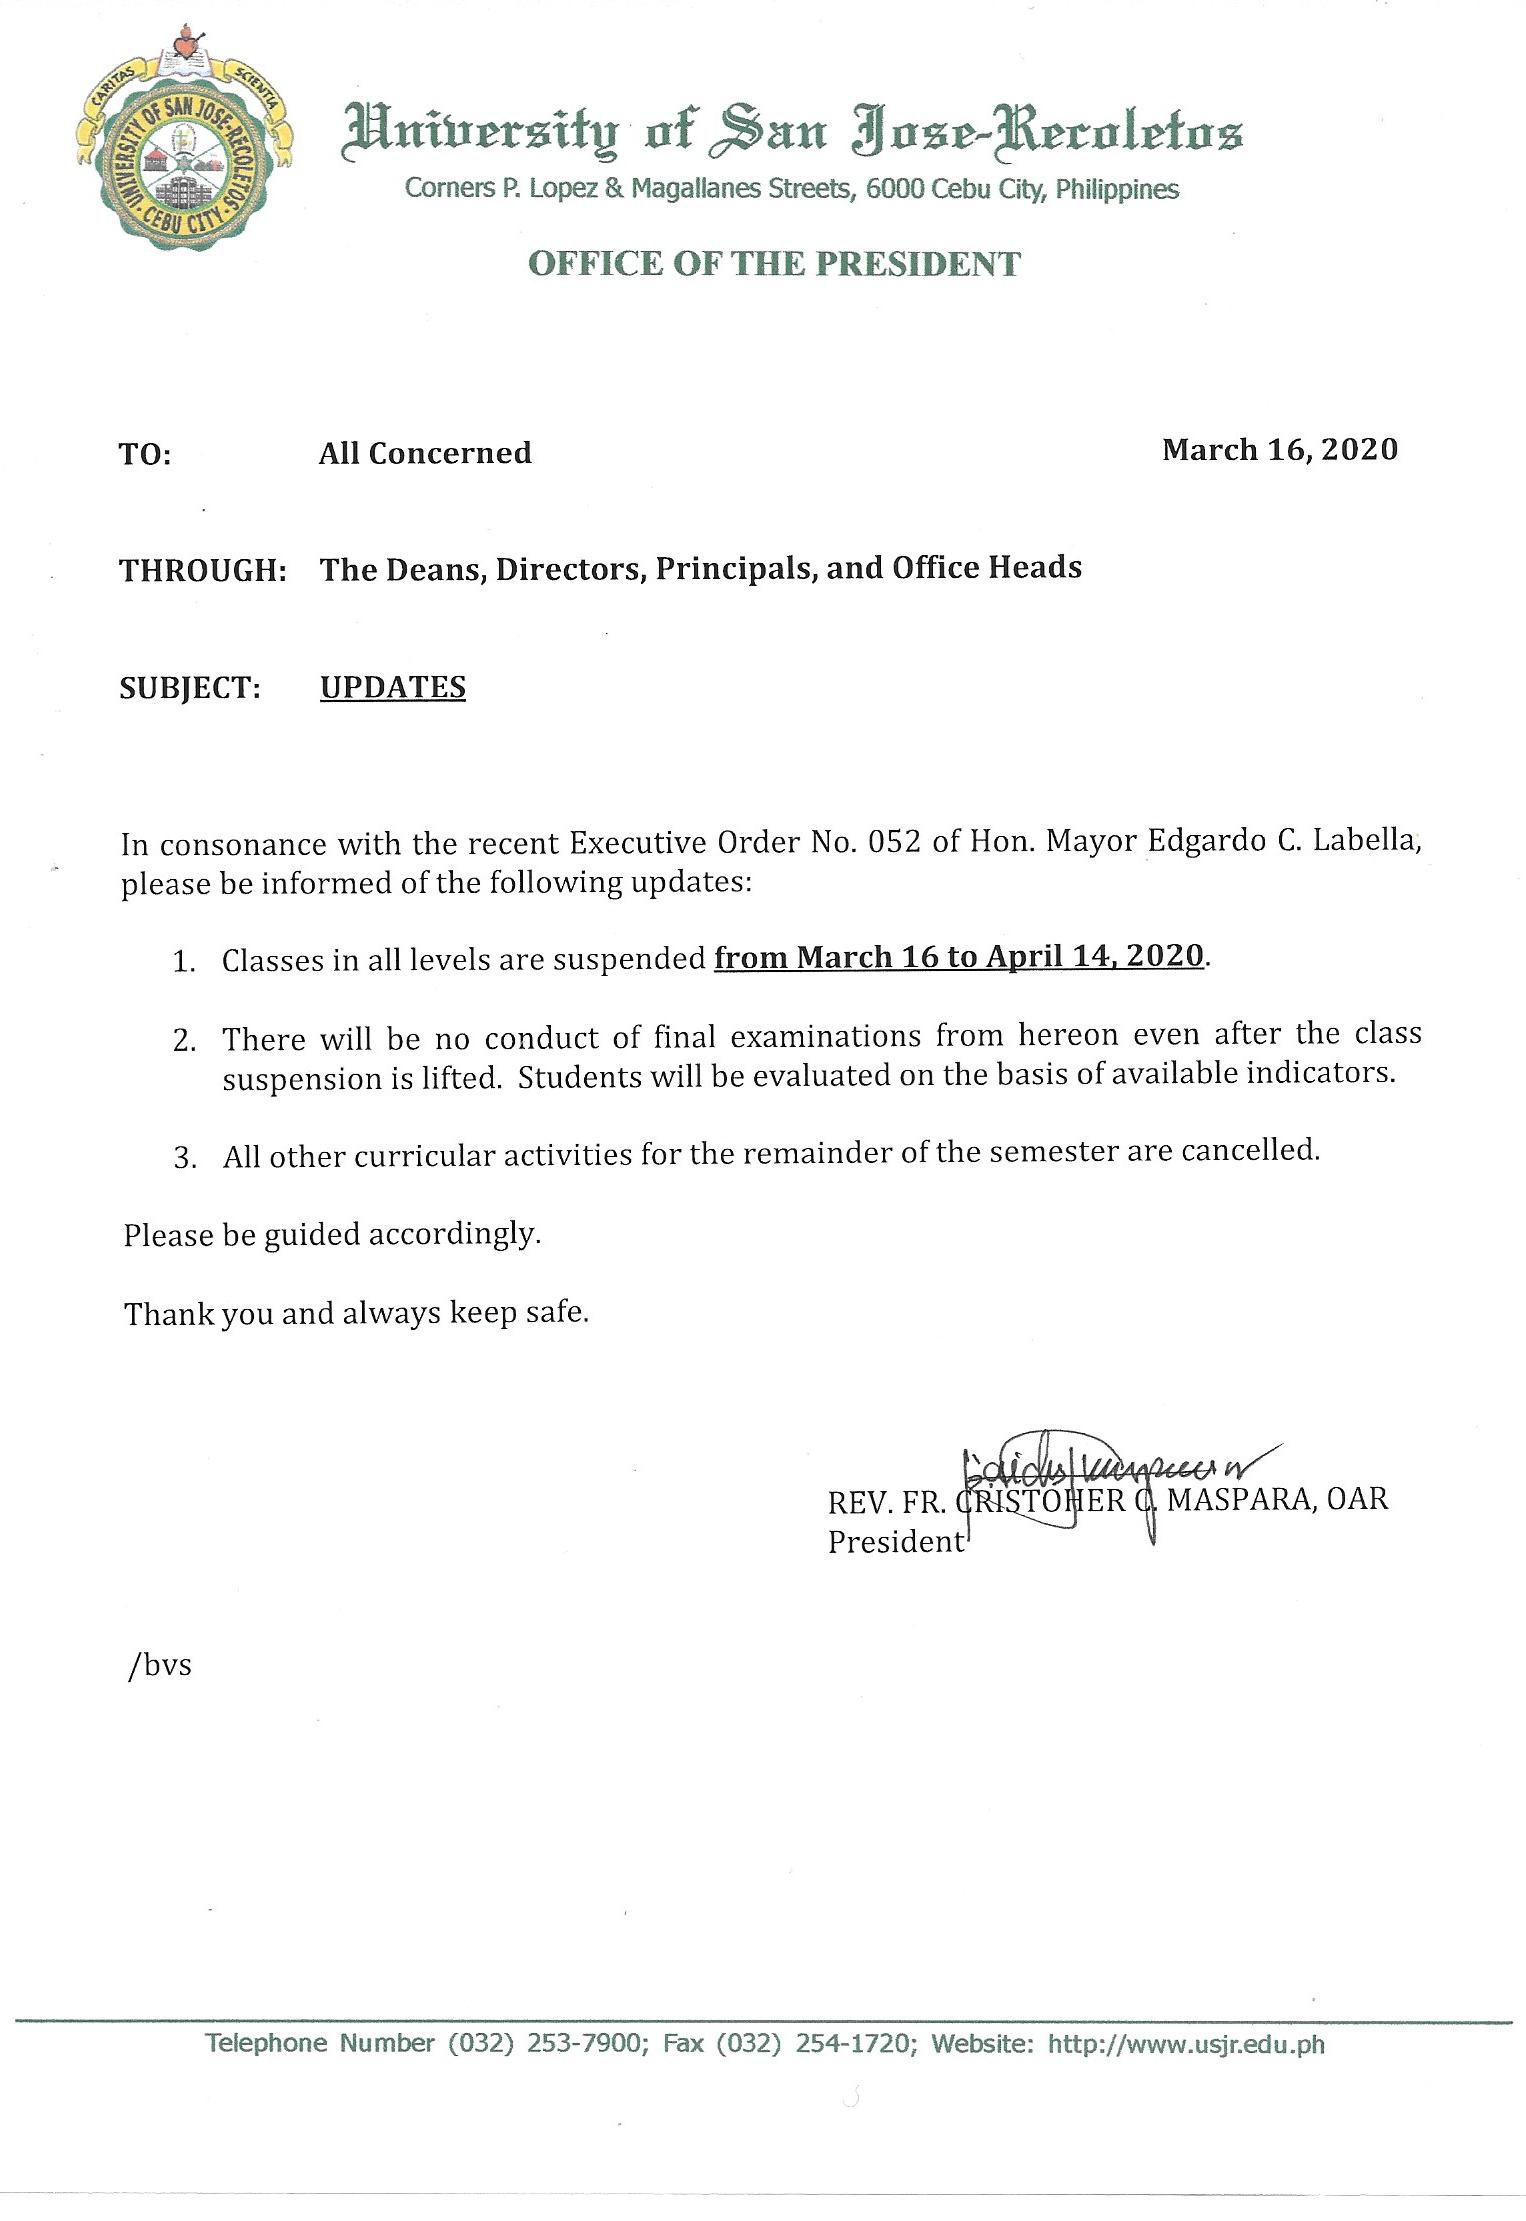 CARITAS
SCIENTIA
UNIVERSITY OF SAN JOSE-RECOLETOS
CEBU CITY
University of San Jose-Recoletos
Corners P. Lopez & Magallanes Streets, 6000 Cebu City, Philippines
OFFICE OF THE PRESIDENT
TO: All Concerned March 16, 2020
THROUGH: The Deans, Directors, Principals, and Office Heads
SUBJECT: UPDATES
In consonance with the recent Executive Order No. 052 of Hon. Mayor Edgardo C. Labella,
please be informed of the following updates:
1. Classes in all levels are suspended from March 16 to April 14, 2020.
2. There will be no conduct of final examinations from hereon even after the class
suspension is lifted. Students will be evaluated on the basis of available indicators.
3. All other curricular activities for the remainder of the semester are cancelled.
Please be guided accordingly.
Thank you and always keep safe.
REV. FR. CRISTOHER C. MASPARA, OAR
President
/bvs
Telephone Number (032) 253-7900; Fax (032) 254-1720; Website: http://www.usjr.edu.ph